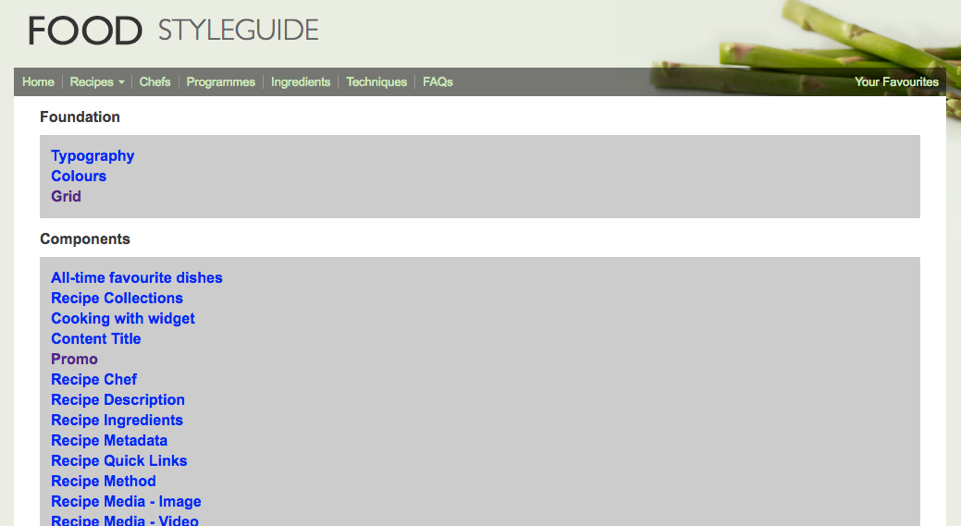 FOOD STYLEGUIDE
Home Recipes Chefs Programmes Ingredients Techniques FAQs Your Favourites
Foundation
Typography
Colours
Grid
Components
All-time favourite dishes
Recipe Collections
Cooking with widget
Content Title
Promo
Recipe Chef
Recipe Description
Recipe Ingredients
Recipe Metadata
Recipe Quick Links
Recipe Method
Recipe Media - Image
Recipe Media - Video